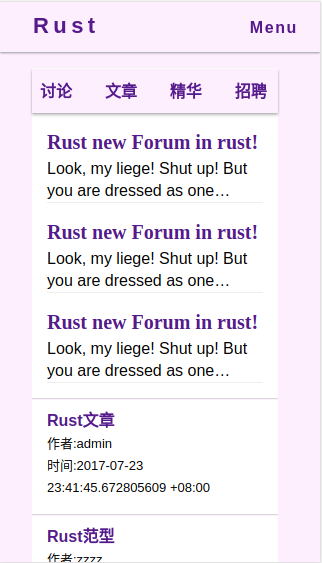 Rust Menu
讨论 文章 精华 招聘
Rust new Forum in rust!
Look, my liege! Shut up! But
you are dressed as one…
Rust new Forum in rust!
Look, my liege! Shut up! But
you are dressed as one…
Rust new Forum in rust!
Look, my liege! Shut up! But
you are dressed as one…
Rust文章
作者:admin
时间:2017-07-23
23:41:45.672805609 +08:00
Rust范型
作者:zzzz